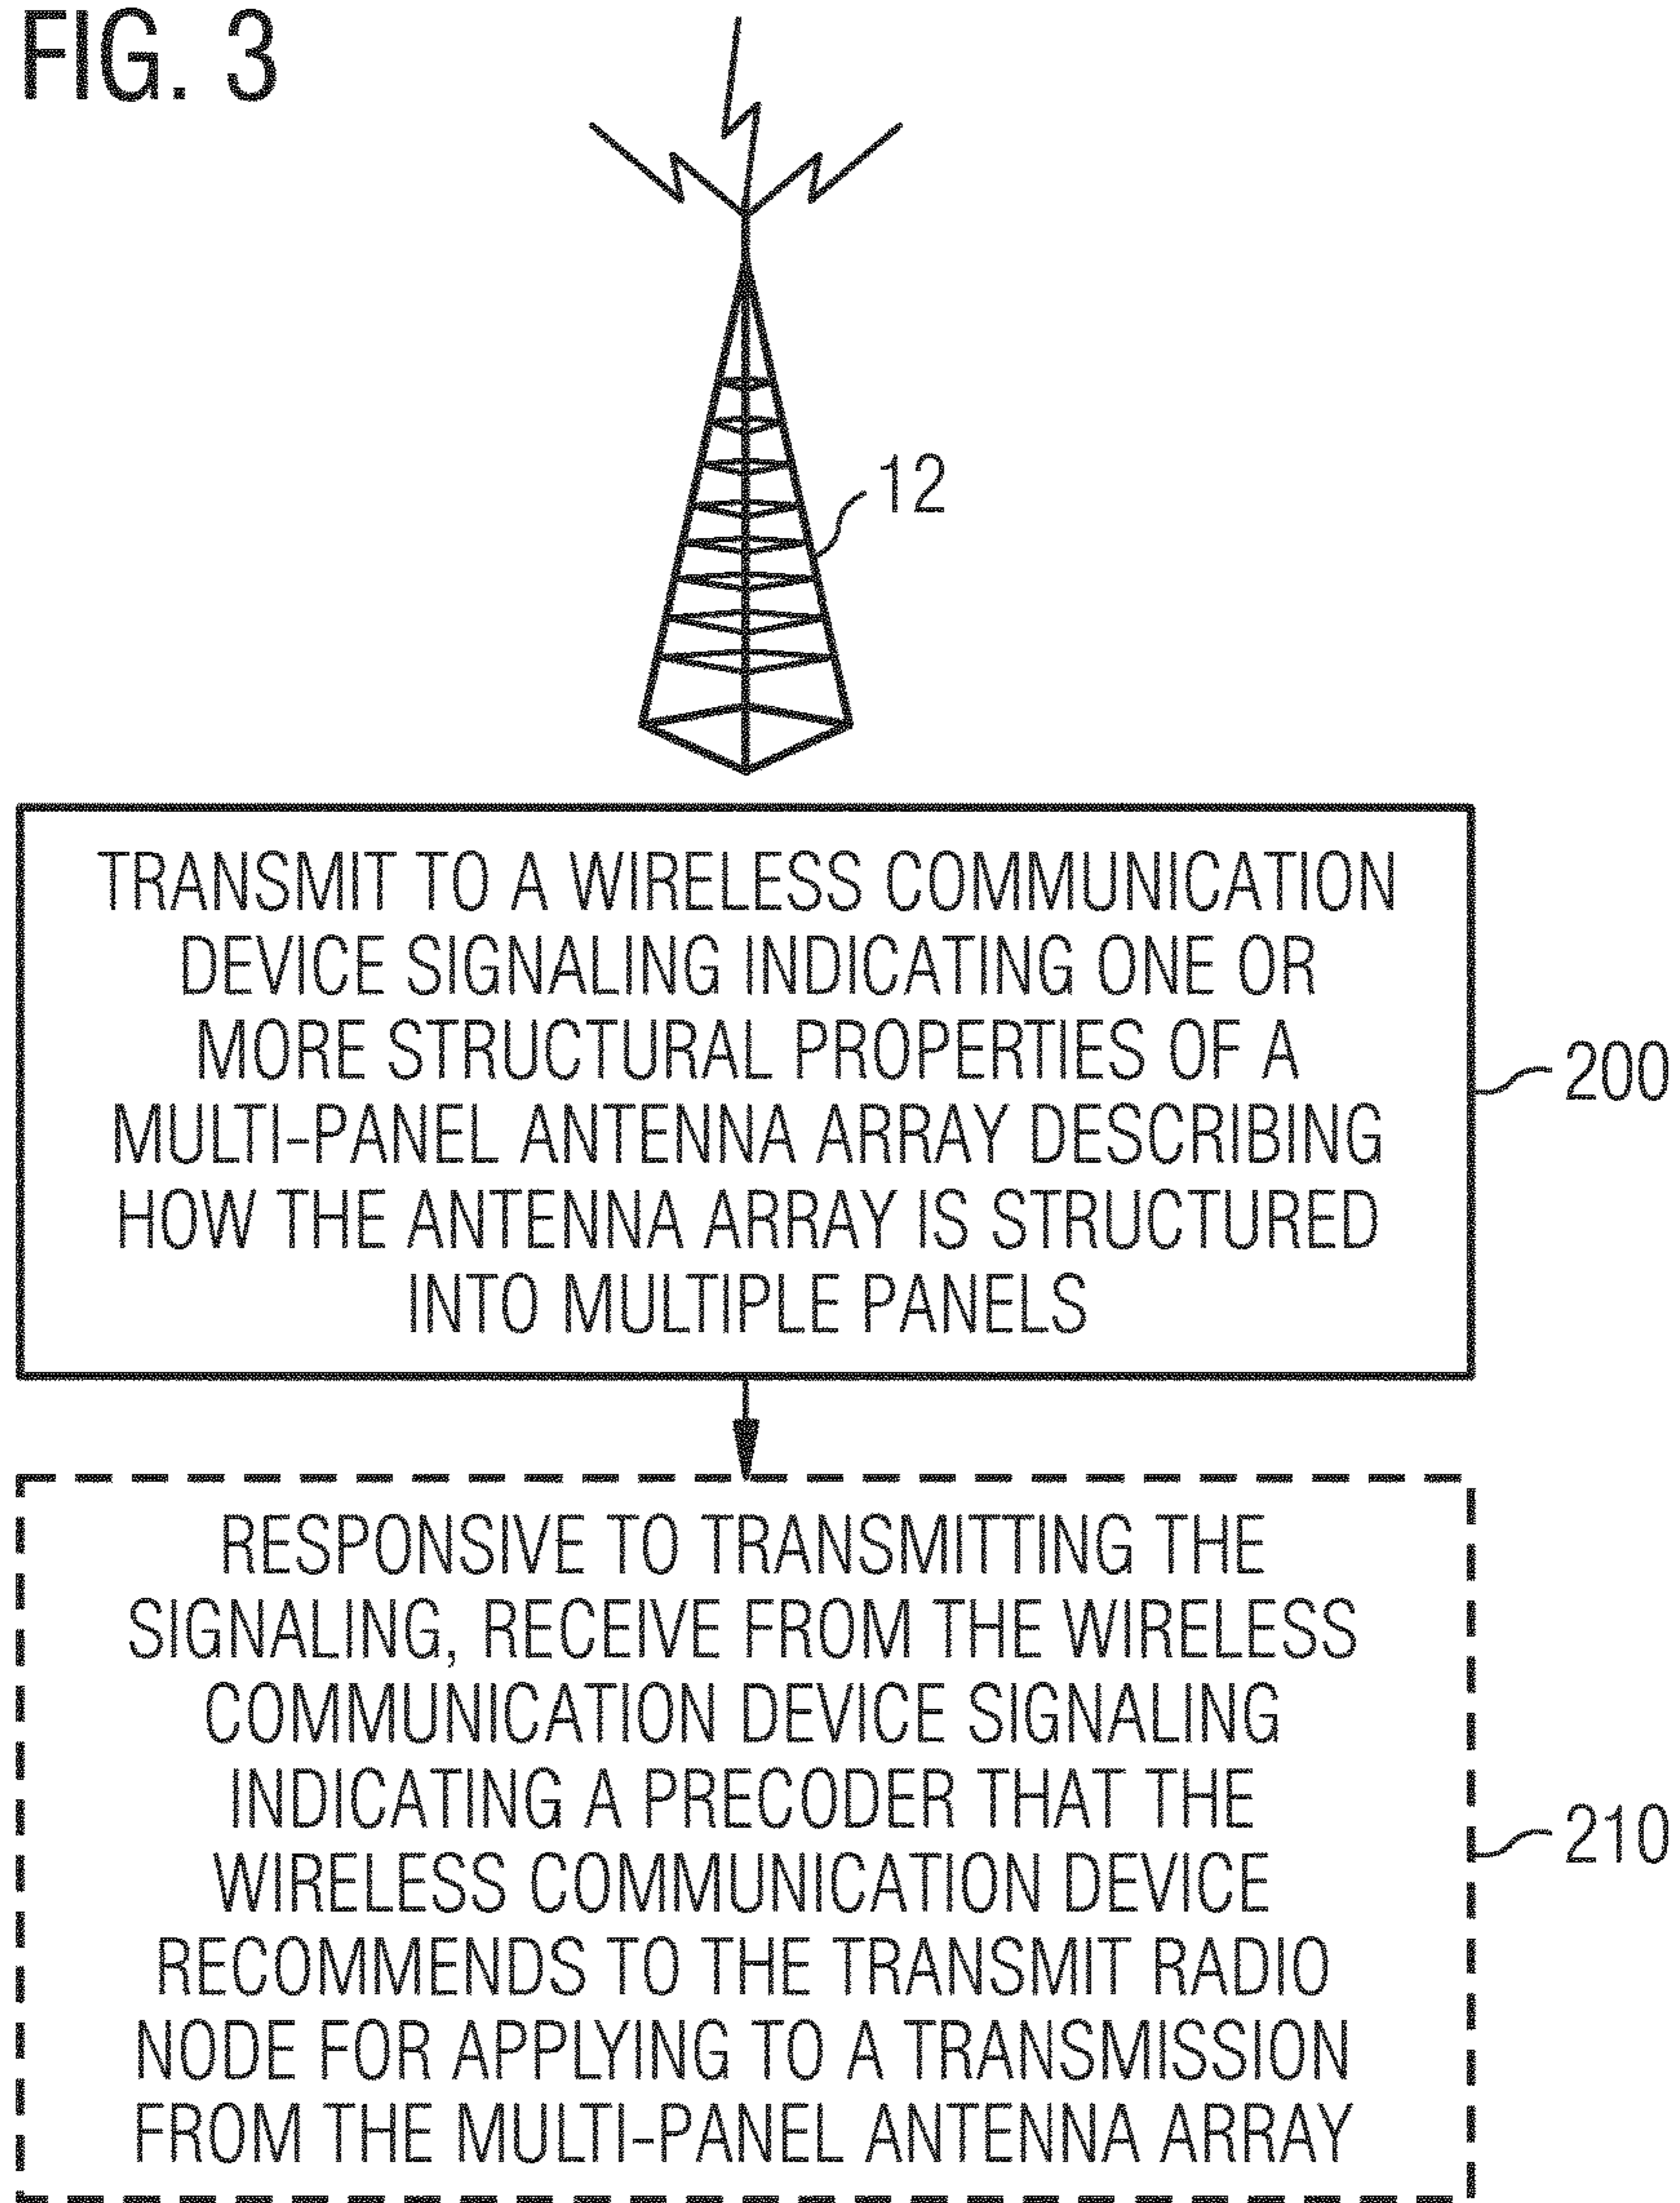 FIG. 3
12
TRANSMIT TO A WIRELESS COMMUNICATION
DEVICE SIGNALING INDICATING ONE OR
MORE STRUCTURAL PROPERTIES OF A
MULTI-PANEL ANTENNA ARRAY DESCRIBING
HOW THE ANTENNA ARRAY IS STRUCTURED
INTO MULTIPLE PANELS
200
RESPONSIVE TO TRANSMITTING THE
SIGNALING, RECEIVE FROM THE WIRELESS
COMMUNICATION DEVICE SIGNALING
INDICATING A PRECODER THAT THE
WIRELESS COMMUNICATION DEVICE
RECOMMENDS TO THE TRANSMIT RADIO
NODE FOR APPLYING TO A TRANSMISSION
FROM THE MULTI-PANEL ANTENNA ARRAY
210